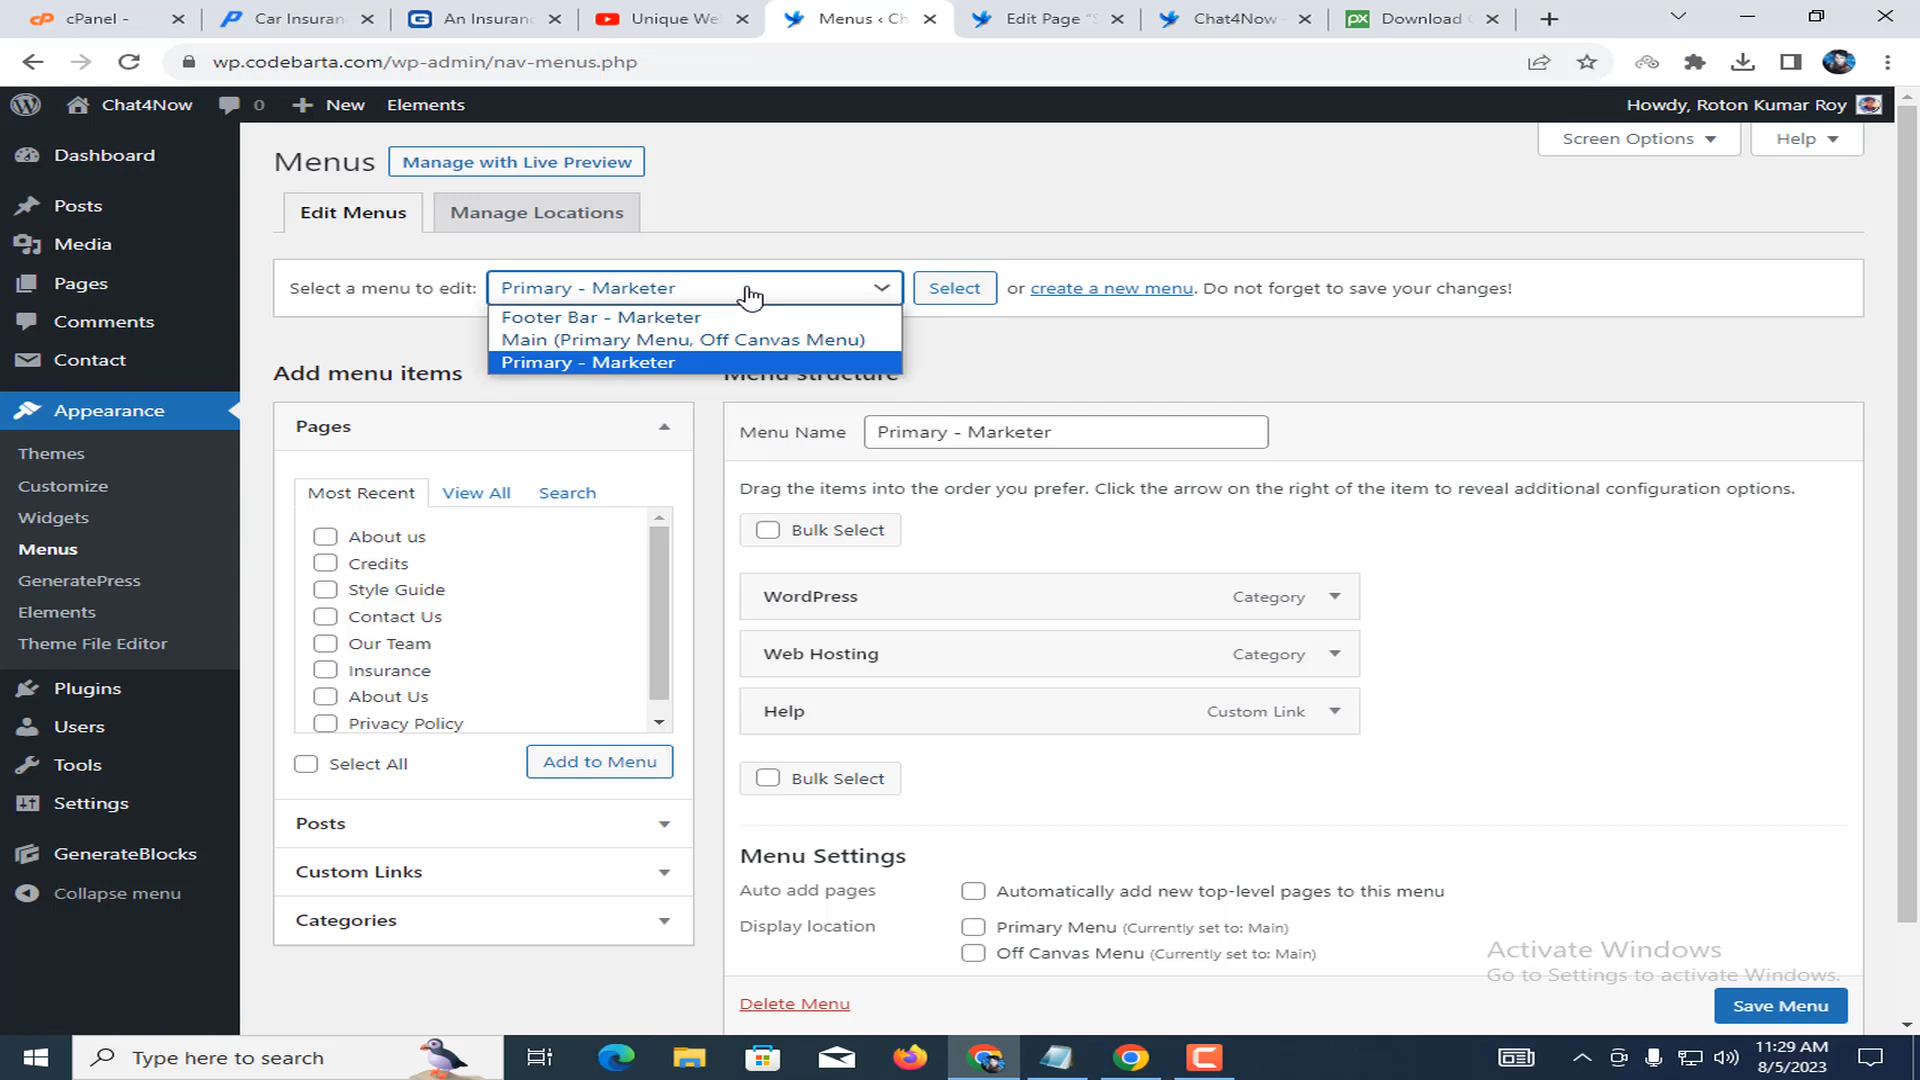 cPanel -
Car Insuran
An Insuran
Unique We
Menus ‹ Ch
Edit Page "S
Chat4Now
Download
wp.codebarta.com/wp-admin/nav-menus.php
Chat4Now
0
New
Elements
Howdy, Roton Kumar Roy
Dashboard
Posts
Media
Pages
Comments
Contact
Appearance
Themes
Customize
Widgets
Menus
GeneratePress
Elements
Theme File Editor
Plugins
Users
Tools
Settings
GenerateBlocks
Collapse menu
Menus
Manage with Live Preview
Screen Options
Help
Edit Menus
Manage Locations
Select a menu to edit: Primary - Marketer Select or create a new menu. Do not forget to save your changes!
Footer Bar - Marketer
Main (Primary Menu, Off Canvas Menu)
Primary - Marketer
Add menu items
Pages
Most Recent
View All
Search
About us
Credits
Style Guide
Contact Us
Our Team
Insurance
About Us
Privacy Policy
Select All
Add to Menu
Posts
Custom Links
Categories
Menu structure
Menu Name Primary - Marketer
Drag the items into the order you prefer. Click the arrow on the right of the item to reveal additional configuration options.
Bulk Select
WordPress Category
Web Hosting Category
Help Custom Link
Bulk Select
Menu Settings
Auto add pages Automatically add new top-level pages to this menu
Display location Primary Menu (Currently set to: Main)
Off Canvas Menu (Currently set to: Main)
Activate Windows
Go to Settings to activate Windows.
Delete Menu
Save Menu
Type here to search
11:29 AM
8/5/2023